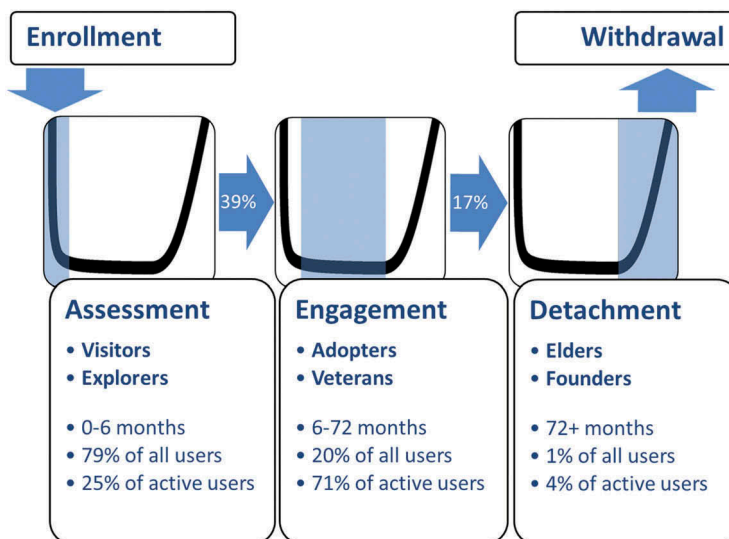 Enrollment
Withdrawal
39%
17%
Assessment
• Visitors
• Explorers
• 0-6 months
• 79% of all users
• 25% of active users
Engagement
• Adopters
• Veterans
• 6-72 months
• 20% of all users
• 71% of active users
Detachment
• Elders
• Founders
• 72+ months
• 1% of all users
• 4% of active users